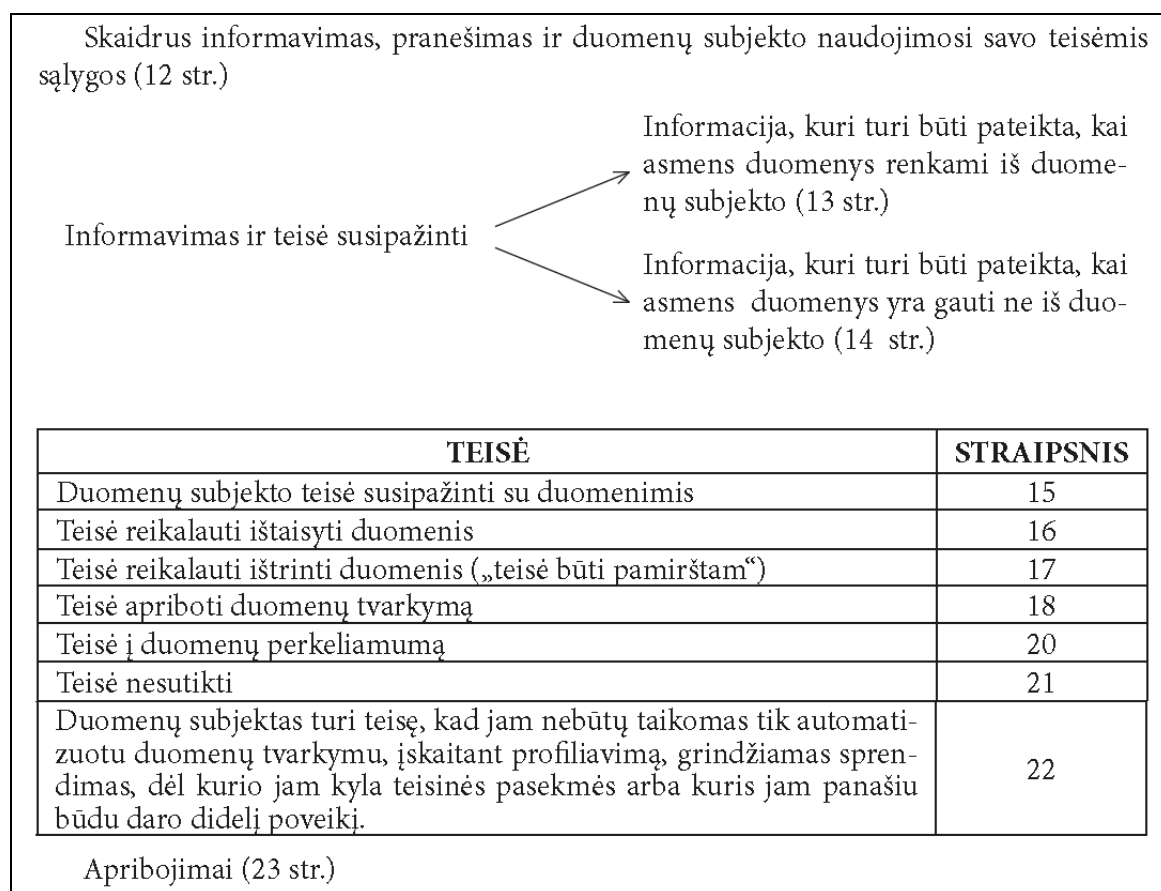 Skaidrus informavimas, pranešimas ir duomenų subjekto naudojimosi savo teisėmis
sąlygos (12 str.)
Informacija, kuri turi būti pateikta, kai
asmens duomenys renkami iš duome-
nų subjekto (13 str.)
Informavimas ir teisė susipažinti
Informacija, kuri turi būti pateikta, kai
asmens duomenys yra gauti ne iš duo-
menų subjekto (14 str.)
TEISĖ STRAIPSNIS
Duomenų subjekto teisė susipažinti su duomenimis 15
Teisė reikalauti ištaisyti duomenis 16
Teisė reikalauti ištrinti duomenis („teisė būti pamirštam“) 17
Teisė apriboti duomenų tvarkymą 18
Teisė į duomenų perkeliamumą 20
Teisė nesutikti 21
Duomenų subjektas turi teisę, kad jam nebūtų taikomas tik automati-
zuotu duomenų tvarkymu, įskaitant profiliavimą, grindžiamas spren-
dimas, dėl kurio jam kyla teisinės pasekmės arba kuris jam panašiu
būdu daro didelį poveikį.
22
Apribojimai (23 str.)